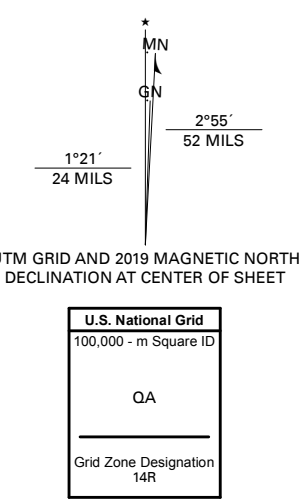 ★
MN
GN
1°21´
24 MILS
2°55´
52 MILS
UTM GRID AND 2019 MAGNETIC NORTH
DECLINATION AT CENTER OF SHEET
U.S. National Grid
100,000 - m Square ID
QA
Grid Zone Designation
14R